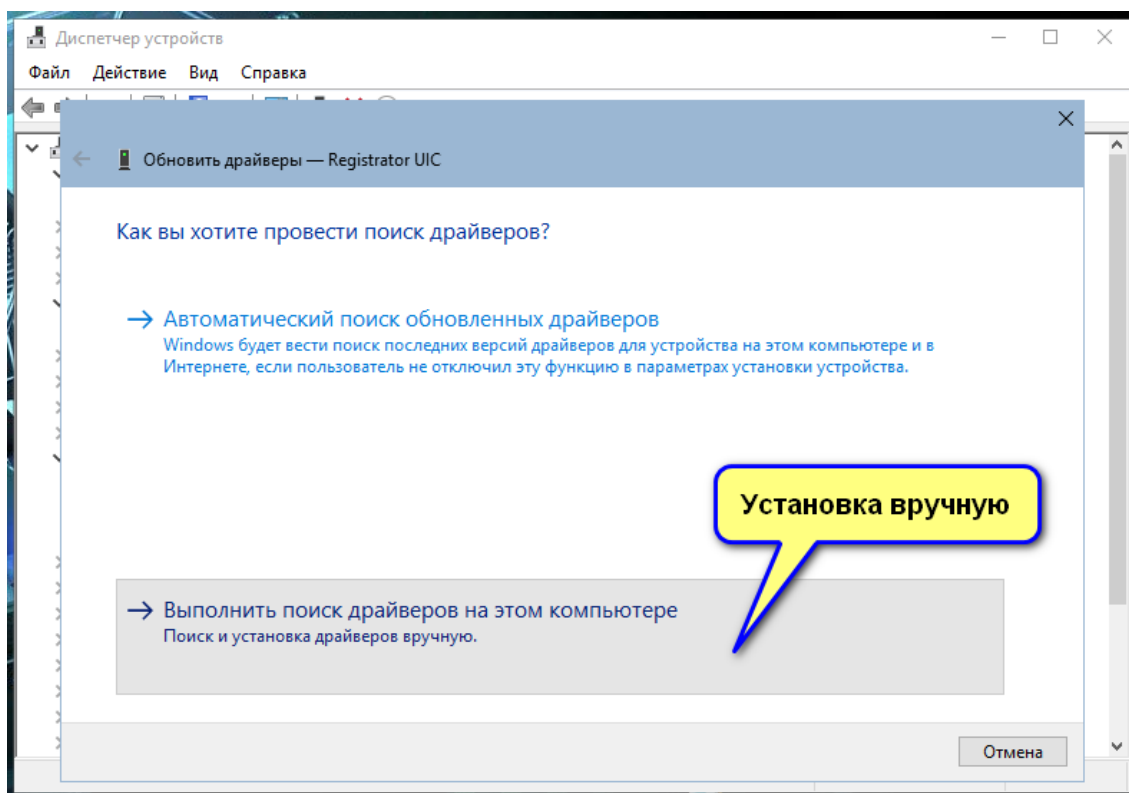 Диспетчер устройств
Файл Действие Вид Справка
Обновить драйверы — Registrator UIC
Как вы хотите провести поиск драйверов?
Автоматический поиск обновленных драйверов
Windows будет вести поиск последних версий драйверов для устройства на этом компьютере и в
Интернете, если пользователь не отключил эту функцию в параметрах установки устройства.
Установка вручную
Выполнить поиск драйверов на этом компьютере
Поиск и установка драйверов вручную.
Отмена